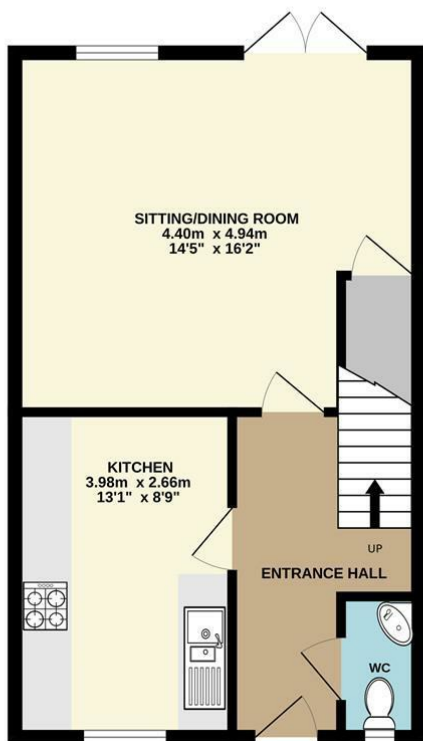 SITTING/DINING ROOM
4.40m x 4.94m
14'5" x 16'2"
KITCHEN
3.98m x 2.66m
13'1" x 8'9"
UP
ENTRANCE HALL
WC